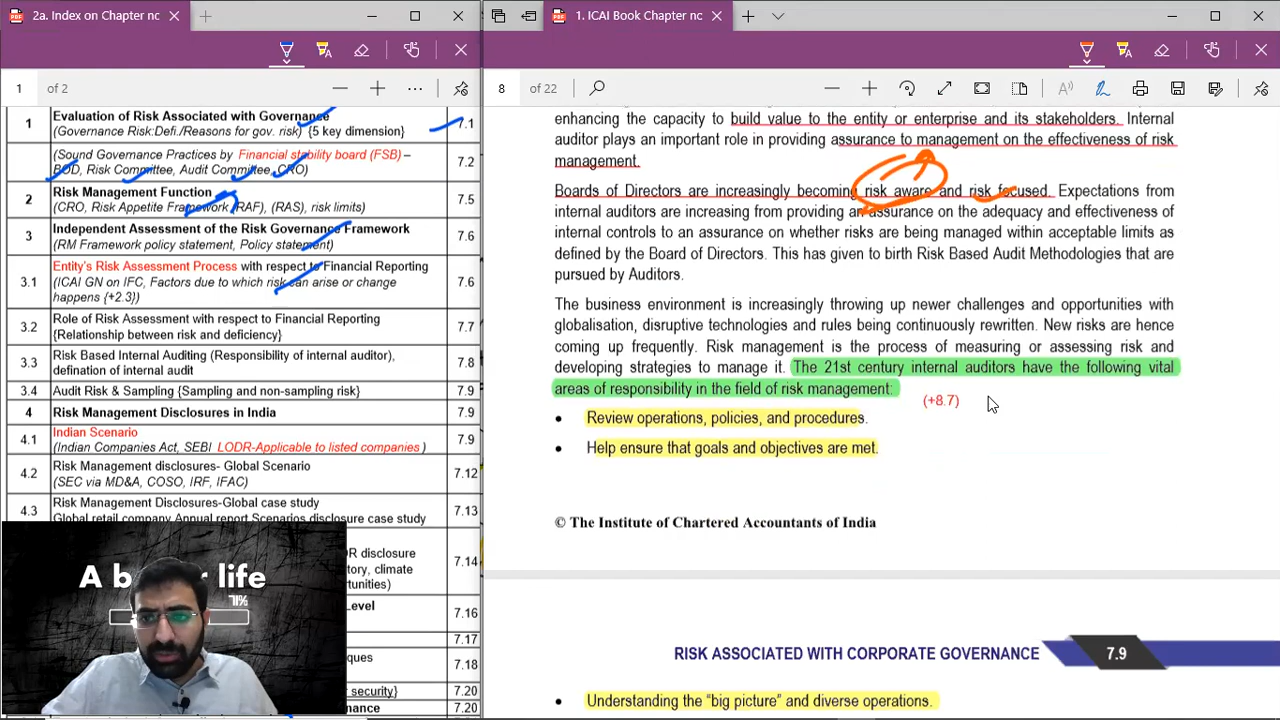 2a. Index on Chapter nc
1. ICAI Book Chapter nc
1 of 2
8 of 22
1 Evaluation of Risk Associated with Governance
(Governance Risk:Defi./Reasons for gov. risk) {5 key dimension} 7.1
(Sound Governance Practices by Financial stability board (FSB) –
BOD, Risk Committee, Audit Committee, CRO) 7.2
2 Risk Management Function
(CRO, Risk Appetite Framework (RAF), (RAS), risk limits) 7.5
3 Independent Assessment of the Risk Governance Framework
(RM Framework policy statement, Policy statement) 7.6
3.1 Entity's Risk Assessment Process with respect to Financial Reporting
(ICAI GN on IFC, Factors due to which risk can arise or change
happens {+2.3}) 7.6
3.2 Role of Risk Assessment with respect to Financial Reporting
{Relationship between risk and deficiency} 7.7
3.3 Risk Based Internal Auditing (Responsibility of internal auditor),
defination of internal audit 7.8
3.4 Audit Risk & Sampling {Sampling and non-sampling risk) 7.9
4 Risk Management Disclosures in India 7.9
4.1 Indian Scenario
(Indian Companies Act, SEBI LODR-Applicable to listed companies) 7.9
4.2 Risk Management disclosures- Global Scenario
(SEC via MD&A, COSO, IRF, IFAC) 7.12
4.3 Risk Management Disclosures-Global case study
Global retail company Annual report Scenarios disclosure case study 7.13
OR disclosure
tory, climate
rtunities) 7.14
Level 7.16
7.17
ques 7.18
r security} 7.20
nance 7.20
A b r life
71%
enhancing the capacity to build value to the entity or enterprise and its stakeholders. Internal
auditor plays an important role in providing assurance to management on the effectiveness of risk
management.
Boards of Directors are increasingly becoming risk aware and risk focused. Expectations from
internal auditors are increasing from providing an assurance on the adequacy and effectiveness of
internal controls to an assurance on whether risks are being managed within acceptable limits as
defined by the Board of Directors. This has given to birth Risk Based Audit Methodologies that are
pursued by Auditors.
The business environment is increasingly throwing up newer challenges and opportunities with
globalisation, disruptive technologies and rules being continuously rewritten. New risks are hence
coming up frequently. Risk management is the process of measuring or assessing risk and
developing strategies to manage it. The 21st century internal auditors have the following vital
areas of responsibility in the field of risk management:
(+8.7)
• Review operations, policies, and procedures.
• Help ensure that goals and objectives are met.
© The Institute of Chartered Accountants of India
RISK ASSOCIATED WITH CORPORATE GOVERNANCE 7.9
• Understanding the "big picture" and diverse operations.